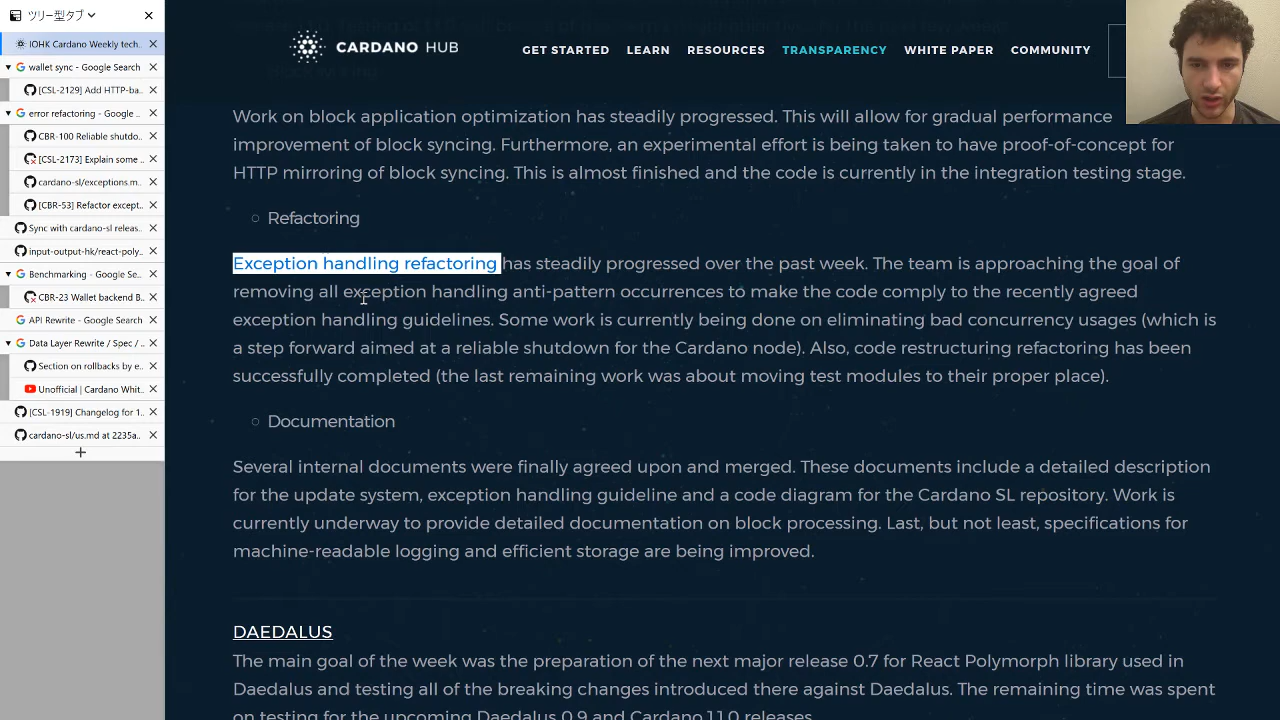 ツリー型タブ
IOHK Cardano Weekly tech..
wallet sync - Google Search
[CSL-2129] Add HTTP-ba..
error refactoring - Google ..
CBR-100 Reliable shutdo..
[CSL-2173] Explain some ..
cardano-sl/exceptions.m..
[CBR-53] Refactor except..
Sync with cardano-sl releas..
input-output-hk/react-poly..
Benchmarking - Google Se..
CBR-23 Wallet backend B..
API Rewrite - Google Search
Data Layer Rewrite / Spec / ..
Section on rollbacks by e..
Unofficial | Cardano Whit..
[CSL-1919] Changelog for 1..
cardano-sl/us.md at 2235a..
CARDANO HUB
GET STARTED LEARN RESOURCES TRANSPARENCY WHITE PAPER COMMUNITY
Work on block application optimization has steadily progressed. This will allow for gradual performance
improvement of block syncing. Furthermore, an experimental effort is being taken to have proof-of-concept for
HTTP mirroring of block syncing. This is almost finished and the code is currently in the integration testing stage.
Refactoring
Exception handling refactoring has steadily progressed over the past week. The team is approaching the goal of
removing all exception handling anti-pattern occurrences to make the code comply to the recently agreed
exception handling guidelines. Some work is currently being done on eliminating bad concurrency usages (which is
a step forward aimed at a reliable shutdown for the Cardano node). Also, code restructuring refactoring has been
successfully completed (the last remaining work was about moving test modules to their proper place).
Documentation
Several internal documents were finally agreed upon and merged. These documents include a detailed description
for the update system, exception handling guideline and a code diagram for the Cardano SL repository. Work is
currently underway to provide detailed documentation on block processing. Last, but not least, specifications for
machine-readable logging and efficient storage are being improved.
DAEDALUS
The main goal of the week was the preparation of the next major release 0.7 for React Polymorph library used in
Daedalus and testing all of the breaking changes introduced there against Daedalus. The remaining time was spent
on testing for the upcoming Daedalus 0.9 and Cardano 1.1.0 releases.